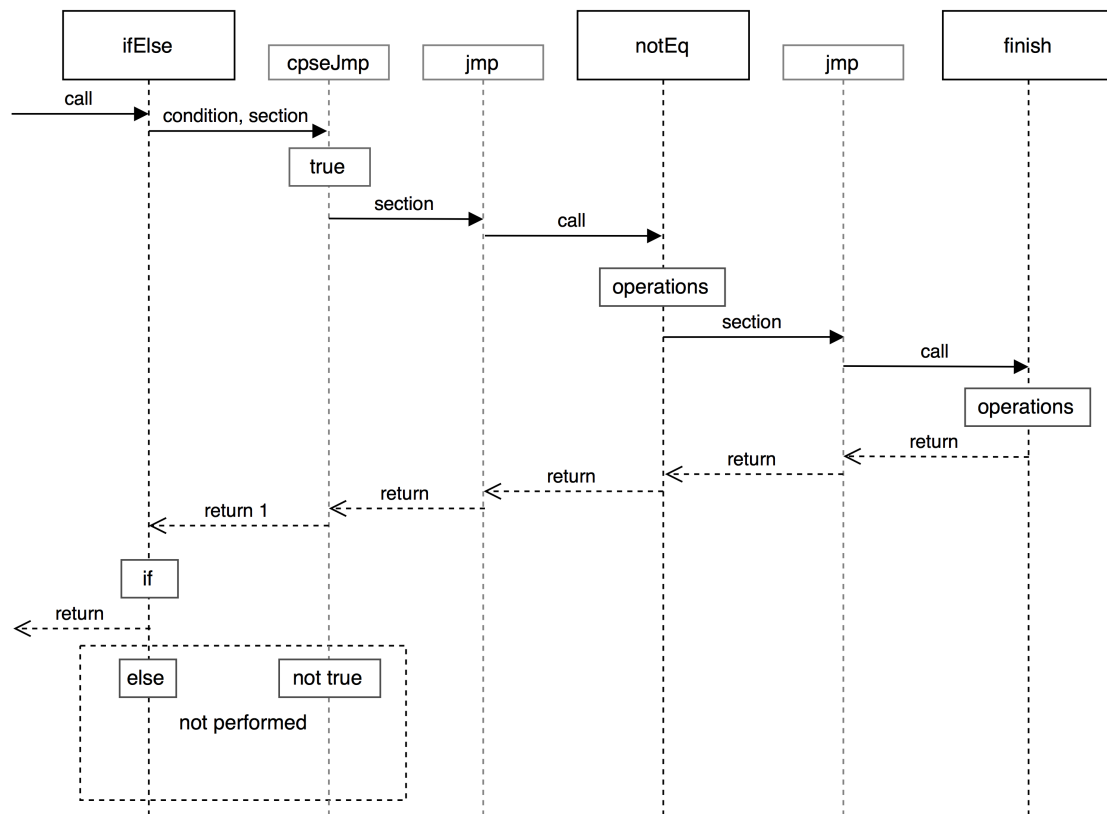 ifElse
cpseJmp
jmp
notEq
jmp
finish
call
condition, section
true
section
call
operations
section
call
operations
return
return
return
return
return 1
if
return
else
not true
not performed